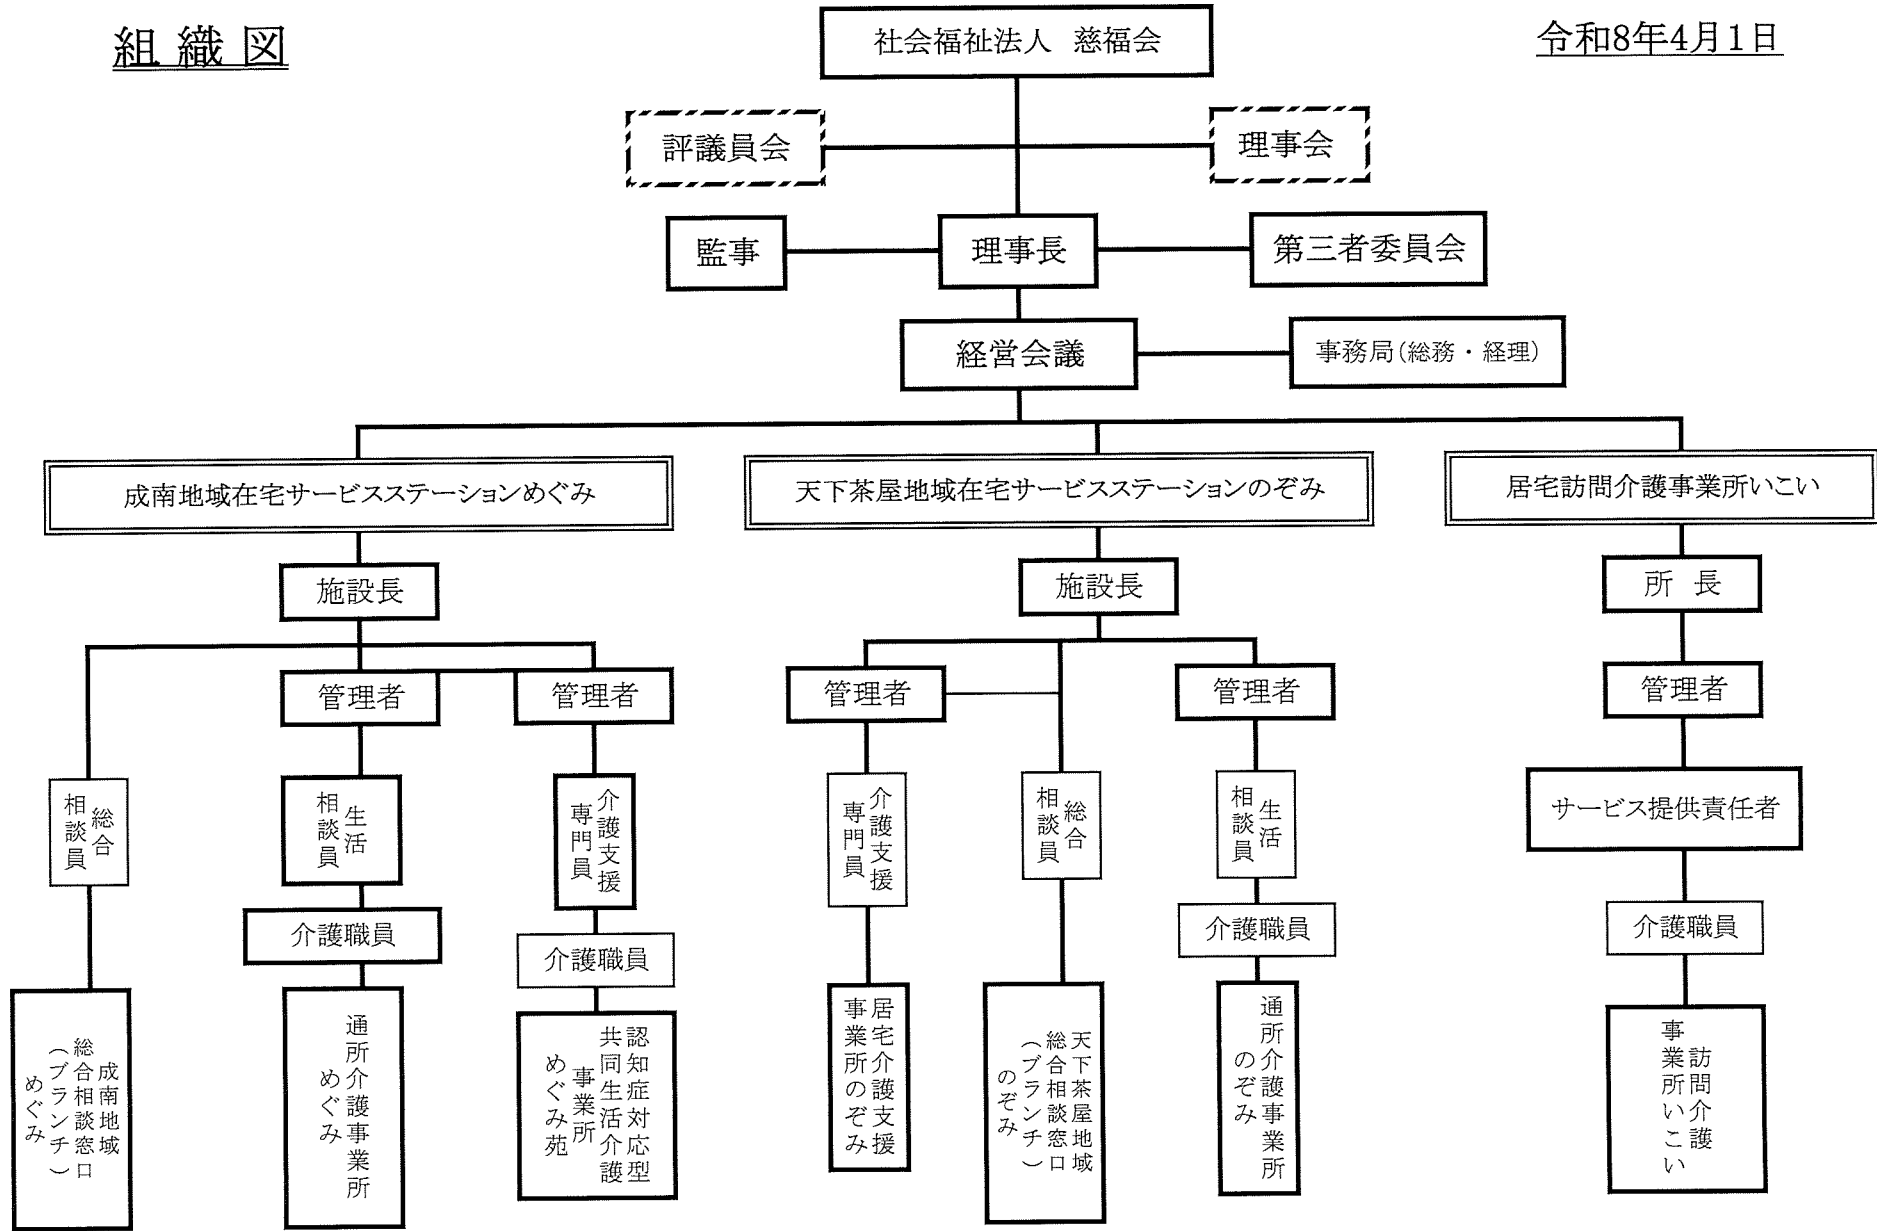 組織図
令和8年4月1日
社会福祉法人 慈福会
評議員会
理事会
監事
理事長
第三者委員会
経営会議
事務局(総務・経理)
成南地域在宅サービスステーションめぐみ
天下茶屋地域在宅サービスステーションのぞみ
居宅訪問介護事業所いこい
施設長
施設長
所 長
管理者
管理者
管理者
管理者
管理者
総合
相談員
生活
相談員
介護支援
専門員
介護支援
専門員
総合
相談員
生活
相談員
サービス提供責任者
介護職員
介護職員
介護職員
介護職員
成南地域
総合相談窓口
(ブランチ)
めぐみ
通所介護事業所
めぐみ
認知症対応型
共同生活介護
事業所
めぐみ苑
居宅介護支援
事業所のぞみ
天下茶屋地域
総合相談窓口
(ブランチ)
のぞみ
通所介護事業所
のぞみ
訪問介護
事業所いこい